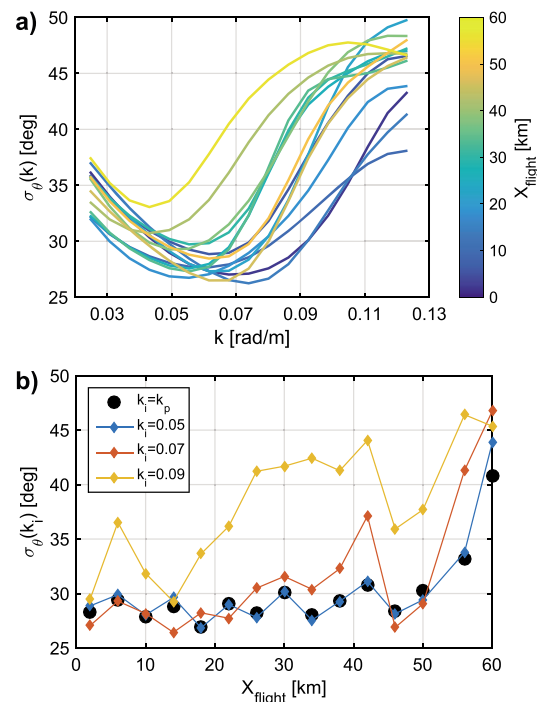 a)
50
45
40
35
30
25
σθ(k) [deg]
0.03 0.05 0.07 0.09 0.11 0.13
k [rad/m]
60
50
40
30
20
10
0
Xflight [km]
b)
50
45
40
35
30
25
σθ(ki) [deg]
ki=kp
ki=0.05
ki=0.07
ki=0.09
0 10 20 30 40 50 60
Xflight [km]